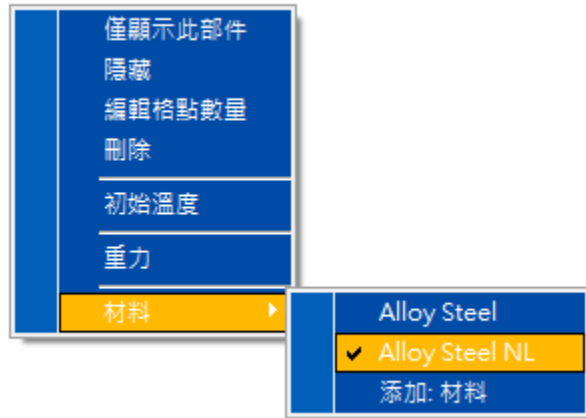 僅顯示此部件
隱藏
編輯格點數量
刪除
初始溫度
重力
材料
Alloy Steel
Alloy Steel NL
添加: 材料